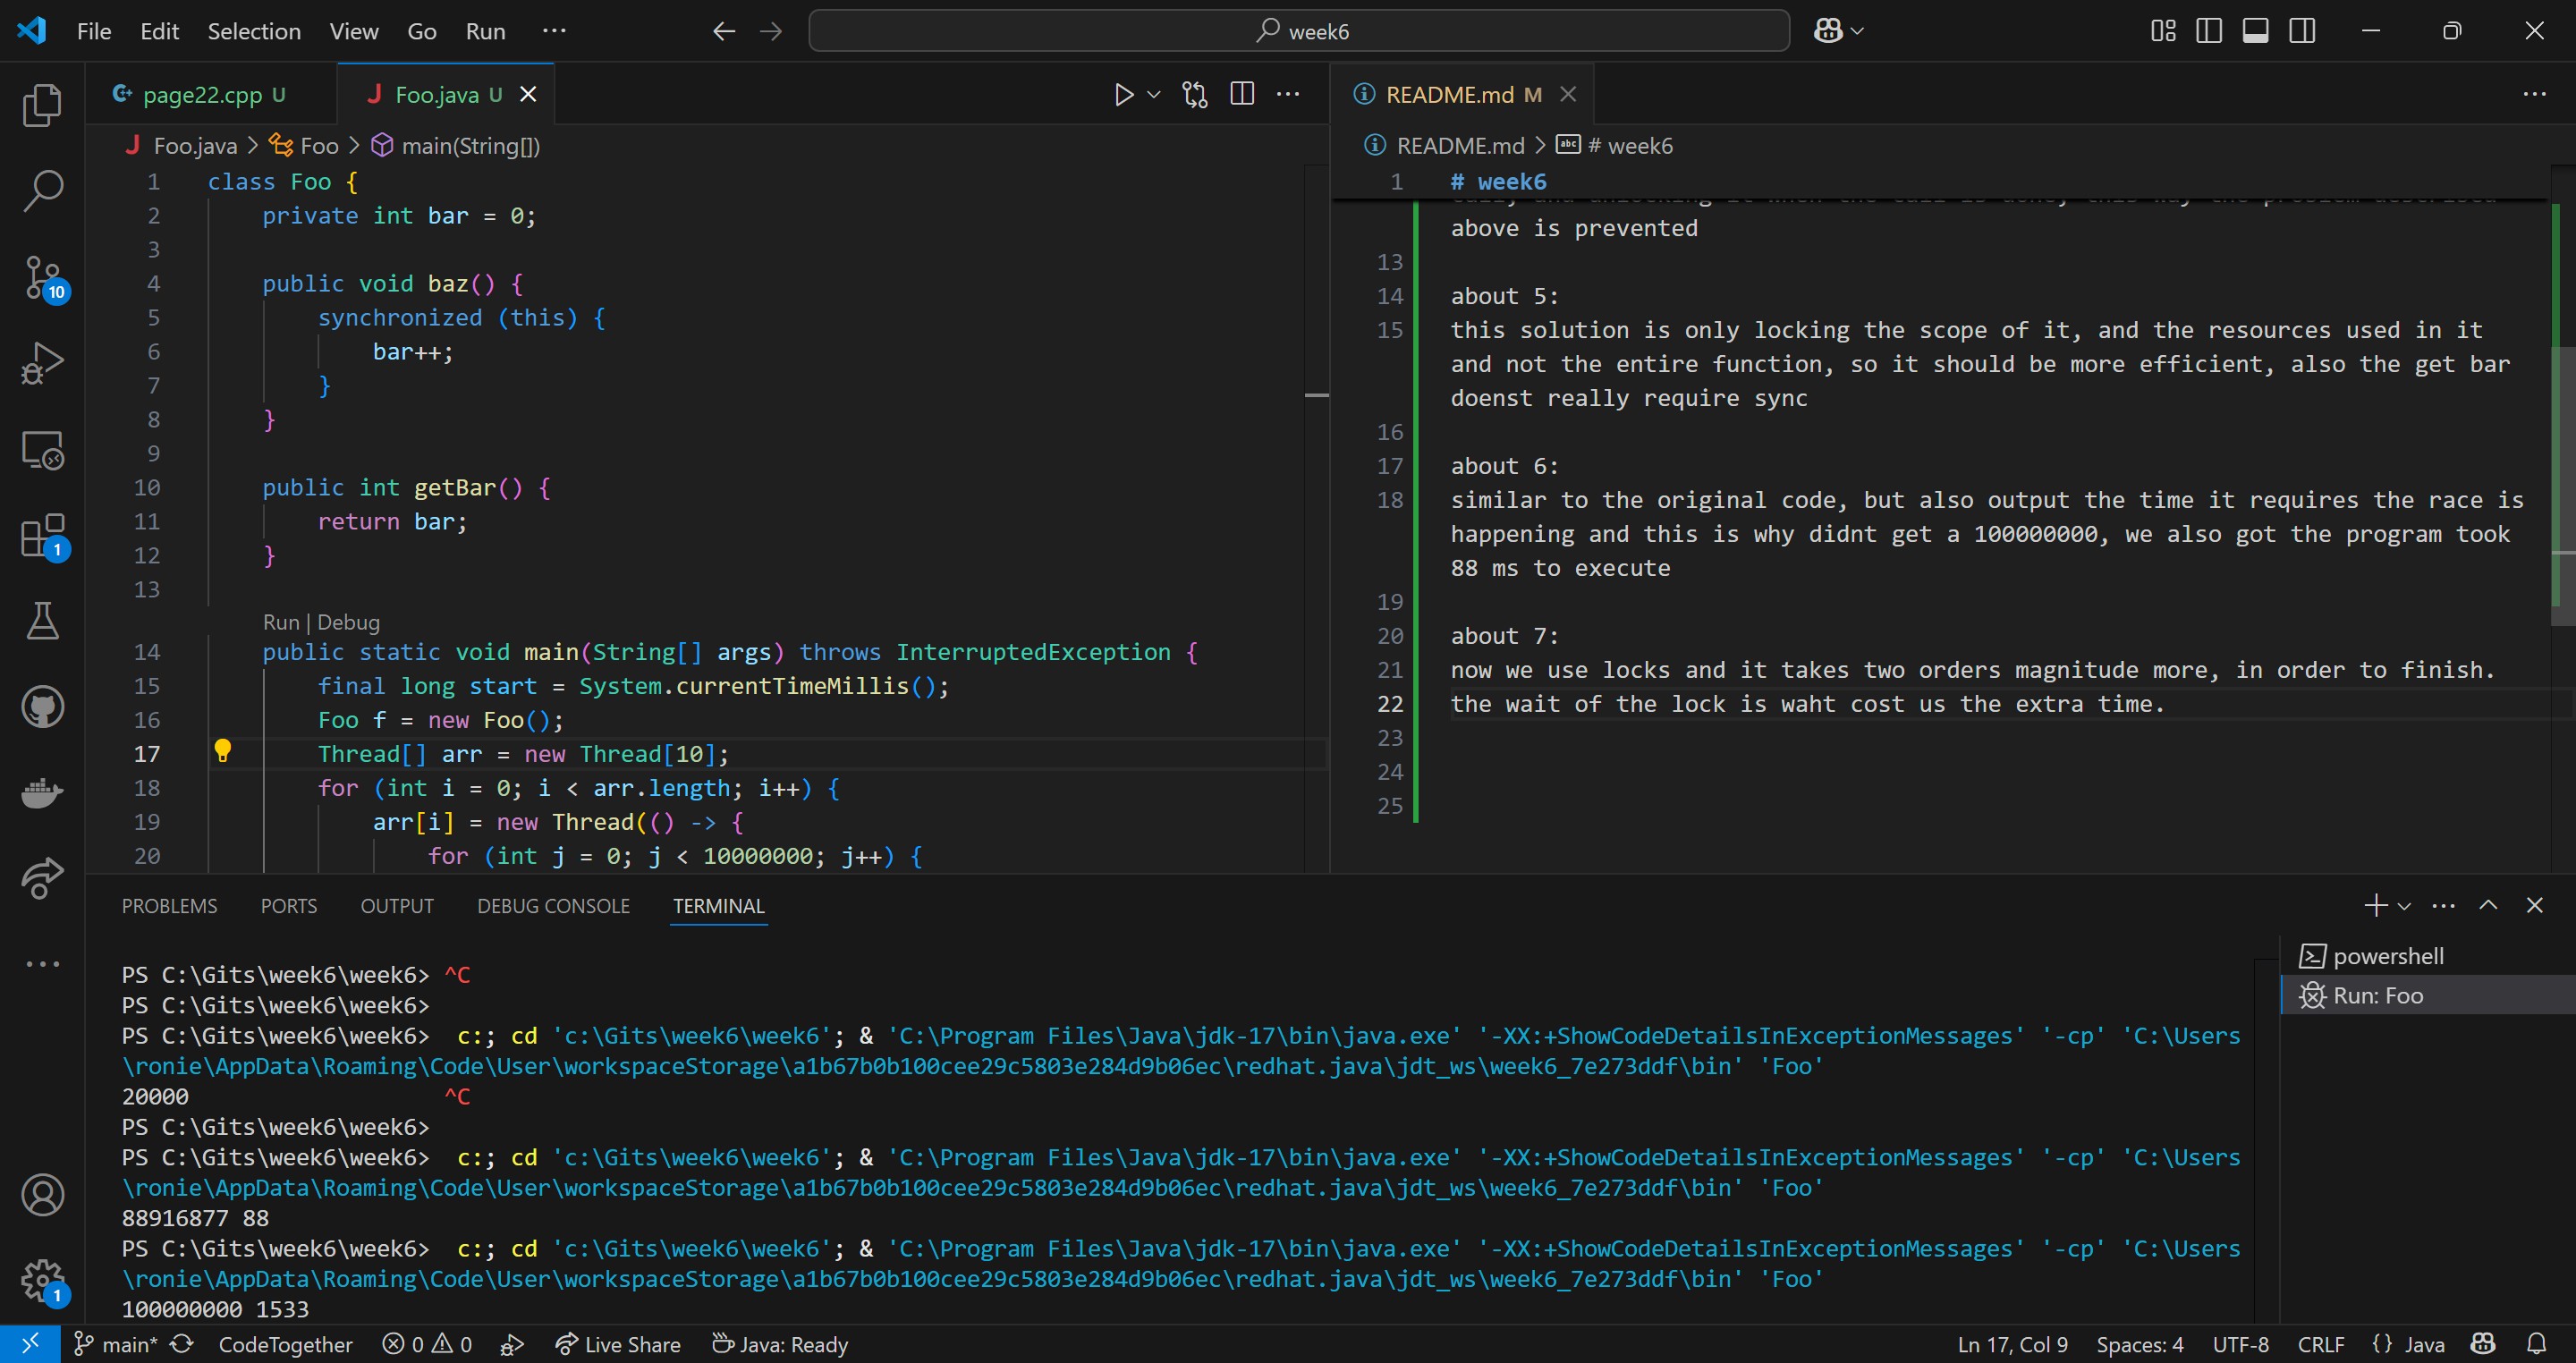 File Edit Selection View Go Run ··· week6
page22.cpp U Foo.java U README.md M
Foo.java > Foo > main(String[])
1 class Foo {
2 private int bar = 0;
3
4 public void baz() {
5 synchronized (this) {
6 bar++;
7 }
8 }
9
10 public int getBar() {
11 return bar;
12 }
13
Run | Debug
14 public static void main(String[] args) throws InterruptedException {
15 final long start = System.currentTimeMillis();
16 Foo f = new Foo();
17 Thread[] arr = new Thread[10];
18 for (int i = 0; i < arr.length; i++) {
19 arr[i] = new Thread(() -> {
20 for (int j = 0; j < 10000000; j++) {
README.md > # week6
1 # week6
above is prevented
13
14 about 5:
15 this solution is only locking the scope of it, and the resources used in it
and not the entire function, so it should be more efficient, also the get bar
doenst really require sync
16
17 about 6:
18 similar to the original code, but also output the time it requires the race is
happening and this is why didnt get a 100000000, we also got the program took
88 ms to execute
19
20 about 7:
21 now we use locks and it takes two orders magnitude more, in order to finish.
22 the wait of the lock is waht cost us the extra time.
23
24
25
10
1
1
PROBLEMS PORTS OUTPUT DEBUG CONSOLE TERMINAL
PS C:\Gits\week6\week6> ^C
PS C:\Gits\week6\week6>
PS C:\Gits\week6\week6> c:; cd 'c:\Gits\week6\week6'; & 'C:\Program Files\Java\jdk-17\bin\java.exe' '-XX:+ShowCodeDetailsInExceptionMessages' '-cp' 'C:\Users
\ronie\AppData\Roaming\Code\User\workspaceStorage\a1b67b0b100cee29c5803e284d9b06ec\redhat.java\jdt_ws\week6_7e273ddf\bin' 'Foo'
20000 ^C
PS C:\Gits\week6\week6>
PS C:\Gits\week6\week6> c:; cd 'c:\Gits\week6\week6'; & 'C:\Program Files\Java\jdk-17\bin\java.exe' '-XX:+ShowCodeDetailsInExceptionMessages' '-cp' 'C:\Users
\ronie\AppData\Roaming\Code\User\workspaceStorage\a1b67b0b100cee29c5803e284d9b06ec\redhat.java\jdt_ws\week6_7e273ddf\bin' 'Foo'
88916877 88
PS C:\Gits\week6\week6> c:; cd 'c:\Gits\week6\week6'; & 'C:\Program Files\Java\jdk-17\bin\java.exe' '-XX:+ShowCodeDetailsInExceptionMessages' '-cp' 'C:\Users
\ronie\AppData\Roaming\Code\User\workspaceStorage\a1b67b0b100cee29c5803e284d9b06ec\redhat.java\jdt_ws\week6_7e273ddf\bin' 'Foo'
100000000 1533
powershell
Run: Foo
main* CodeTogether 0 0 Live Share Java: Ready Ln 17, Col 9 Spaces: 4 UTF-8 CRLF {} Java